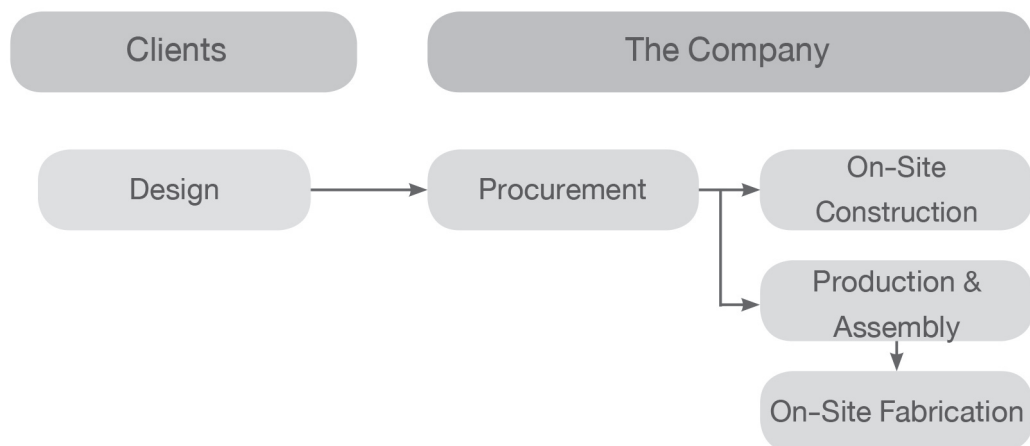 Clients
The Company
Design
Procurement
On-Site
Construction
Production &
Assembly
On-Site Fabrication